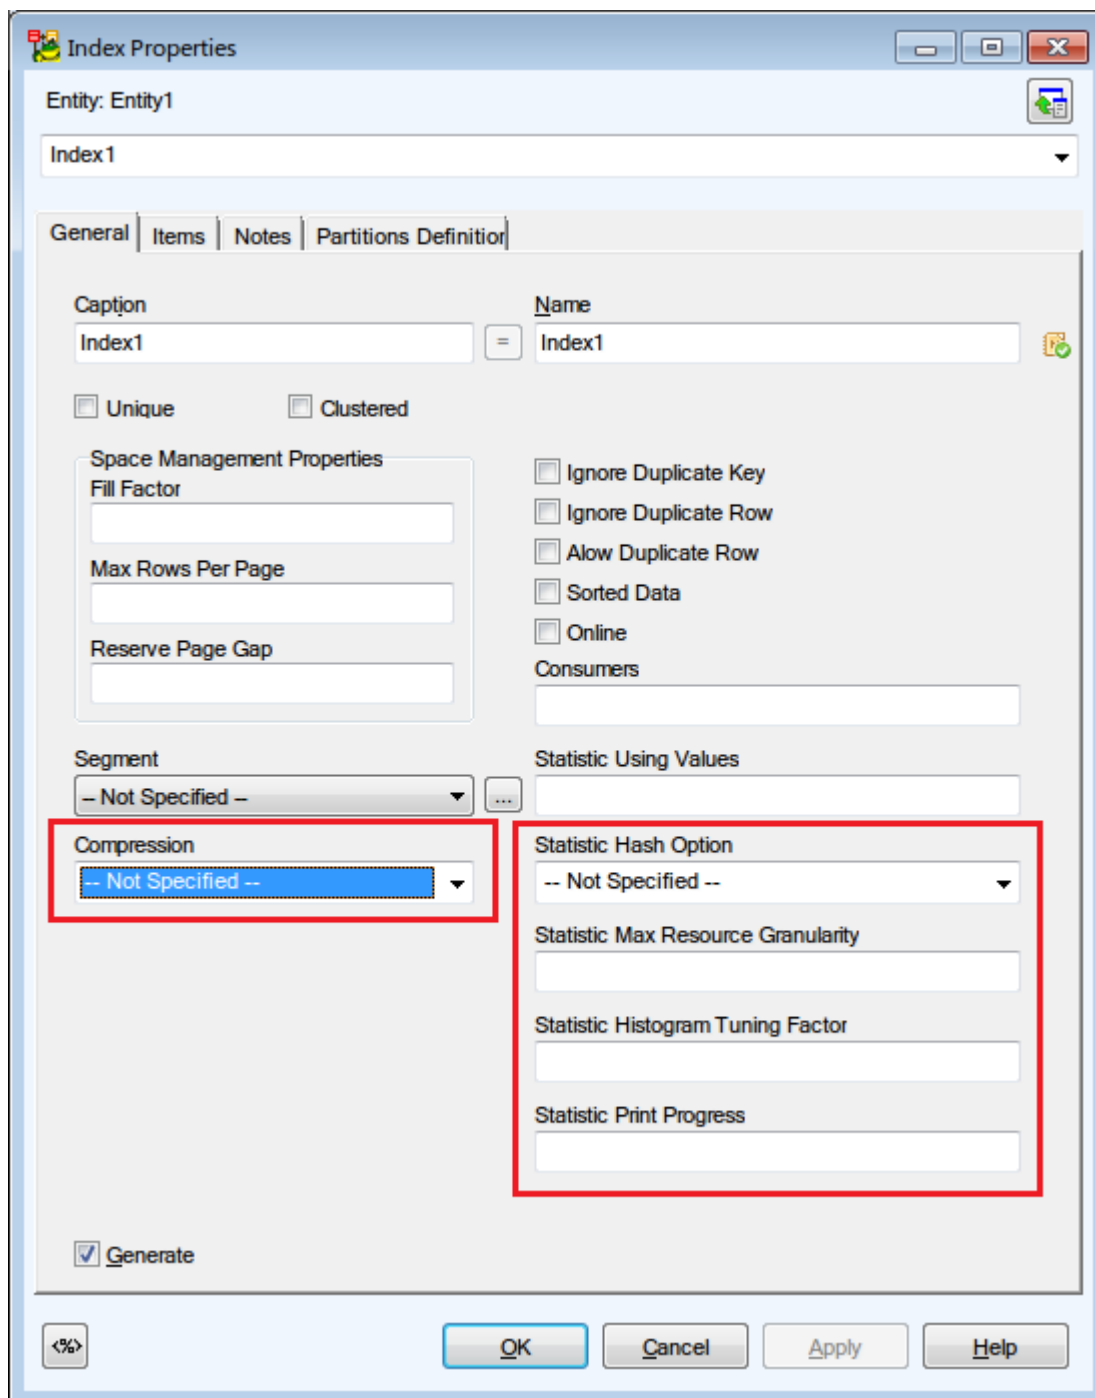 Index Properties
Entity: Entity1
Index1
General Items Notes Partitions Definition
Caption Name
Index1 = Index1
Unique Clustered
Space Management Properties
Fill Factor
Max Rows Per Page
Reserve Page Gap
Ignore Duplicate Key
Ignore Duplicate Row
Alow Duplicate Row
Sorted Data
Online
Consumers
Segment
-- Not Specified -- ...
Statistic Using Values
Compression
-- Not Specified --
Statistic Hash Option
-- Not Specified --
Statistic Max Resource Granularity
Statistic Histogram Tuning Factor
Statistic Print Progress
Generate
<%> OK Cancel Apply Help